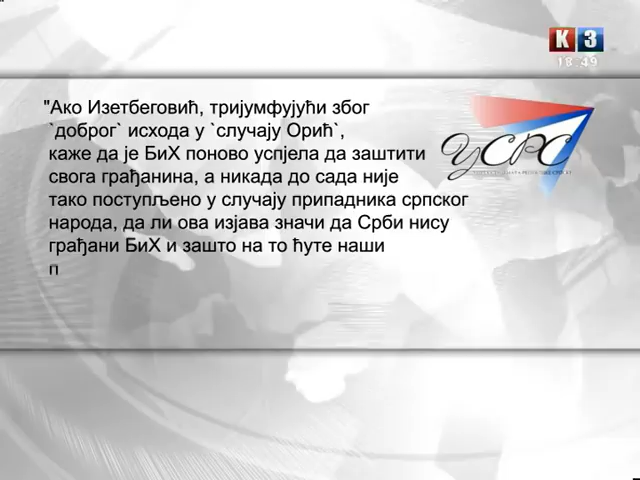 К 3
18:49
"Ако Изетбеговић, тријумфујући због
`доброг` исхода у `случају Орић`,
каже да је БиХ поново успјела да заштити
свога грађанина, а никада до сада није
тако поступљено у случају припадника српског
народа, да ли ова изјава значи да Срби нису
грађани БиХ и зашто на то ћуте наши
п
УСРС